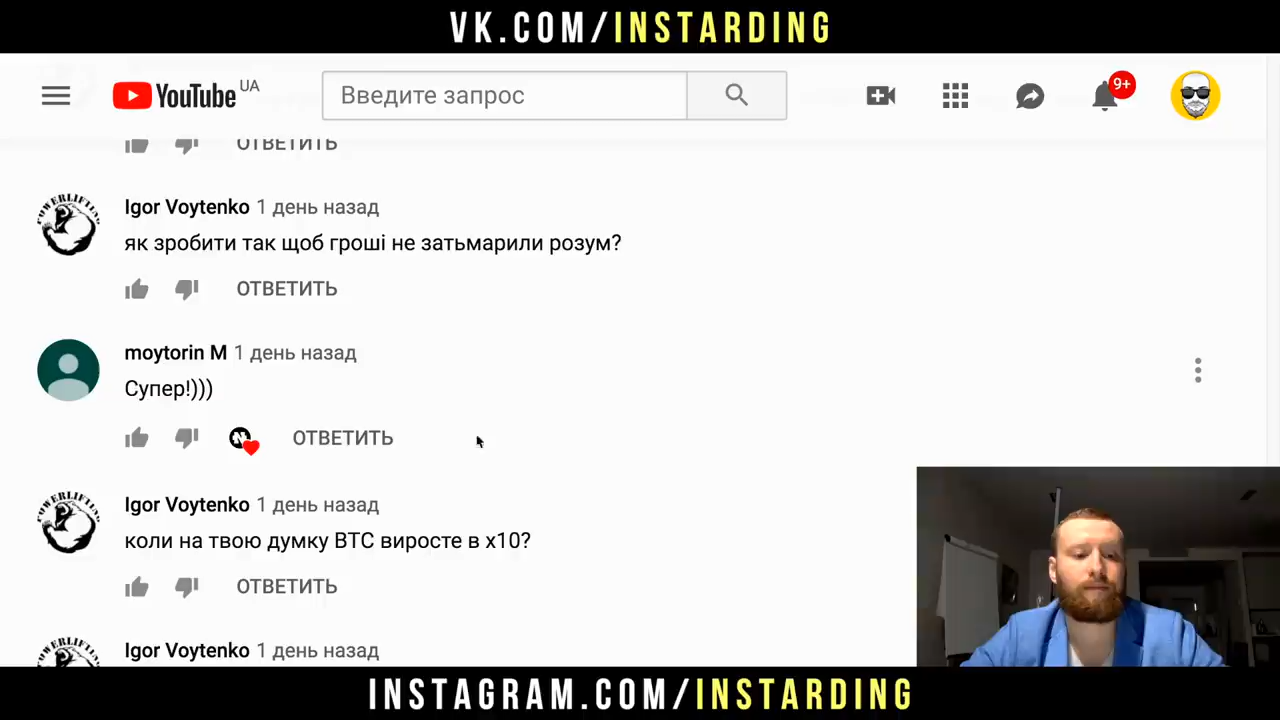 VK.COM/INSTARDING
YouTube UA
Введите запрос
9+
ОТВЕТИТЬ
Igor Voytenko 1 день назад
як зробити так щоб гроші не затьмарили розум?
ОТВЕТИТЬ
moytorin M 1 день назад
Супер!)))
ОТВЕТИТЬ
Igor Voytenko 1 день назад
коли на твою думку BTC виросте в x10?
ОТВЕТИТЬ
Igor Voytenko 1 день назад
INSTAGRAM.COM/INSTARDING